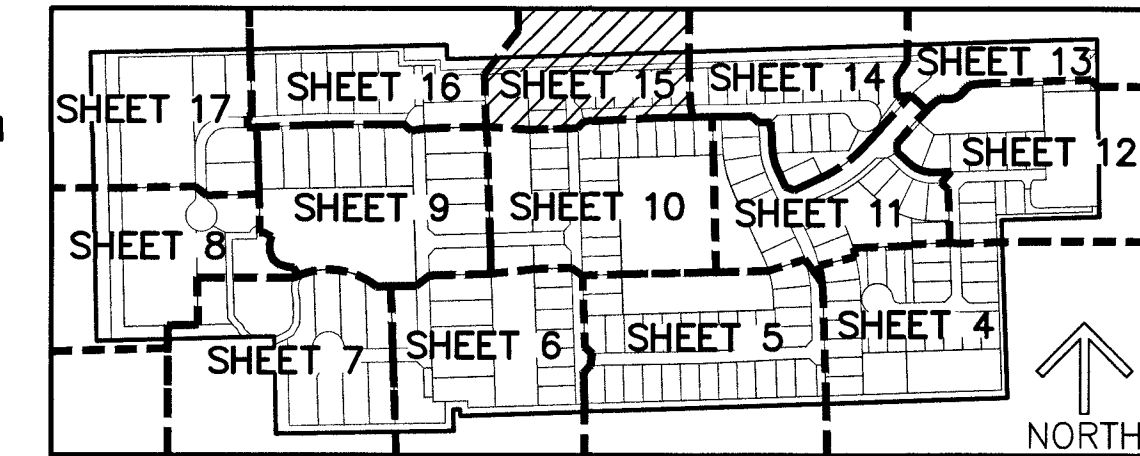 SHEET 13
SHEET 16
SHEET 15
SHEET 14
SHEET 17
SHEET 12
SHEET 9
SHEET 10
SHEET 11
SHEET 8
SHEET 7
SHEET 6
SHEET 5
SHEET 4
NORTH